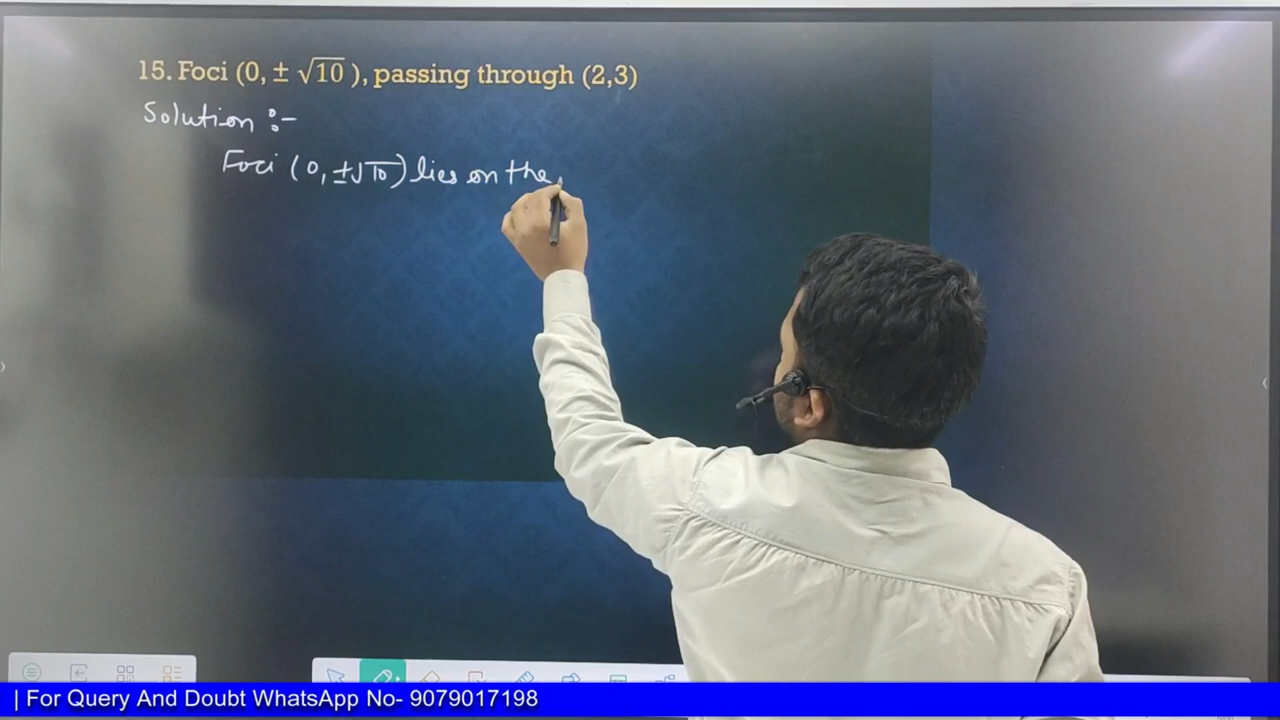 15. Foci (0, ± √10 ), passing through (2,3)
Solution :-
Foci (0, ±√10) lies on the
| For Query And Doubt WhatsApp No- 9079017198